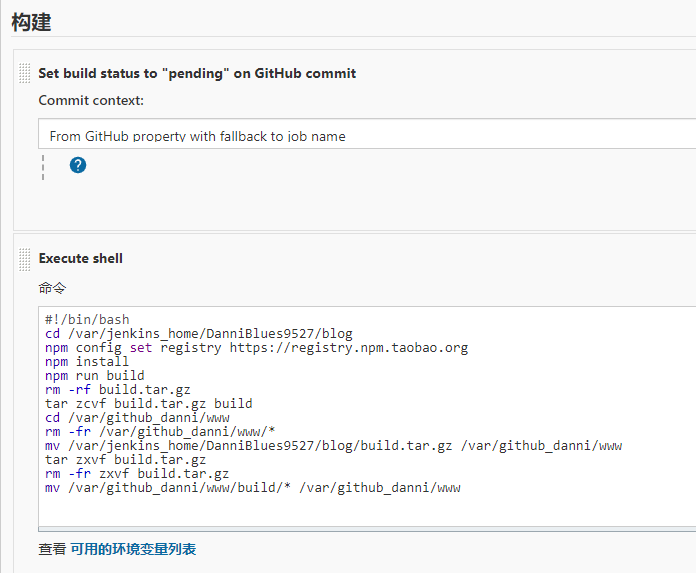 构建
Set build status to "pending" on GitHub commit
Commit context:
From GitHub property with fallback to job name
?
Execute shell
命令
#!/bin/bash
cd /var/jenkins_home/DanniBlues9527/blog
npm config set registry https://registry.npm.taobao.org
npm install
npm run build
rm -rf build.tar.gz
tar zcvf build.tar.gz build
cd /var/github_danni/www
rm -fr /var/github_danni/www/*
mv /var/jenkins_home/DanniBlues9527/blog/build.tar.gz /var/github_danni/www
tar zxvf build.tar.gz
rm -fr zxvf build.tar.gz
mv /var/github_danni/www/build/* /var/github_danni/www
查看 可用的环境变量列表